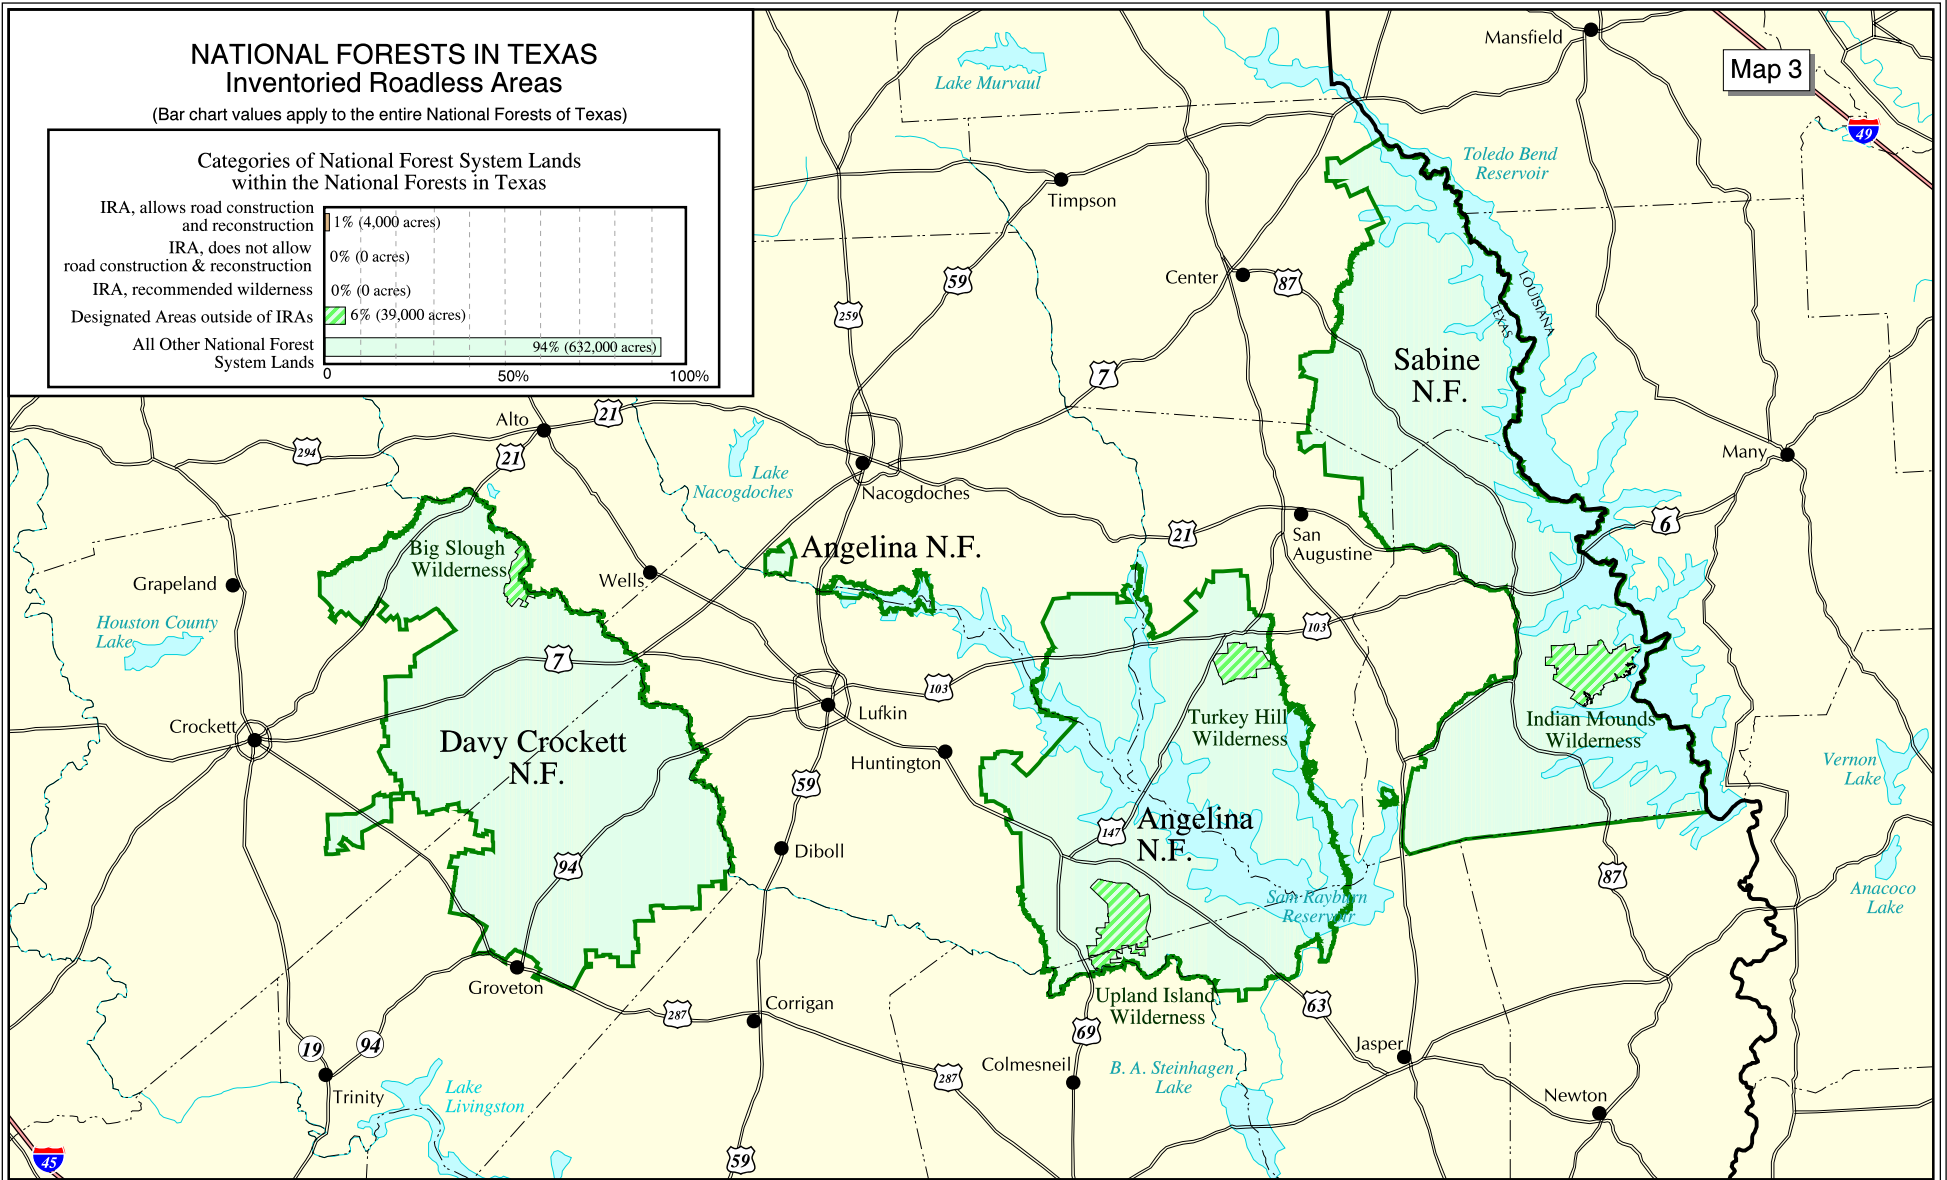 NATIONAL FORESTS IN TEXAS
Inventoried Roadless Areas
(Bar chart values apply to the entire National Forests of Texas)
Categories of National Forest System Lands
within the National Forests in Texas
IRA, allows road construction
and reconstruction
1% (4,000 acres)
IRA, does not allow
road construction & reconstruction
0% (0 acres)
IRA, recommended wilderness
0% (0 acres)
Designated Areas outside of IRAs
6% (39,000 acres)
All Other National Forest
System Lands
94% (632,000 acres)
0
50%
100%
Map 3
Mansfield
49
Lake Murvaul
Toledo Bend
Reservoir
Timpson
Center
87
59
259
LOUISIANA
TEXAS
7
Sabine
N.F.
Alto
21
294
21
Lake
Nacogdoches
Nacogdoches
Many
6
21
San
Augustine
Big Slough
Wilderness
Angelina N.F.
Grapeland
Wells
Houston County
Lake
103
7
103
Crockett
Lufkin
Turkey Hill
Wilderness
Indian Mounds
Wilderness
Davy Crockett
N.F.
Huntington
59
Vernon
Lake
Angelina
N.F.
147
Diboll
94
87
Sam Rayburn
Reservoir
Anacoco
Lake
Groveton
Corrigan
287
Upland Island
Wilderness
63
69
19
94
Jasper
Colmesneil
B. A. Steinhagen
Lake
287
Trinity
Lake
Livingston
Newton
45
59